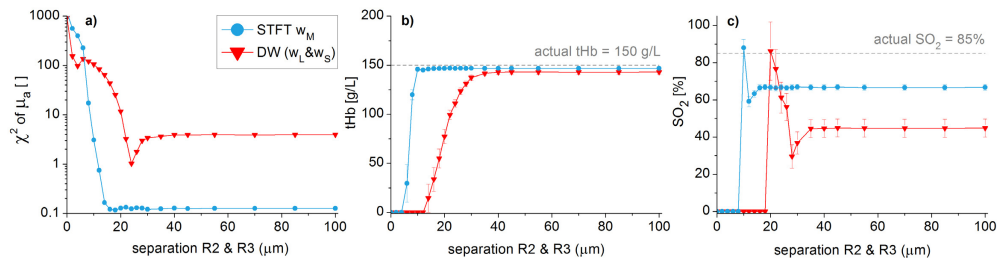 a)
STFT w_M
DW (w_L&w_S)
χ² of μ_a [ ]
1000
100
10
1
0.1
0 20 40 60 80 100
separation R2 & R3 (μm)
b)
actual tHb = 150 g/L
tHb [g/L]
200
150
100
50
0
0 20 40 60 80 100
separation R2 & R3 (μm)
c)
actual SO₂ = 85%
SO₂ [%]
100
80
60
40
20
0
0 20 40 60 80 100
separation R2 & R3 (μm)